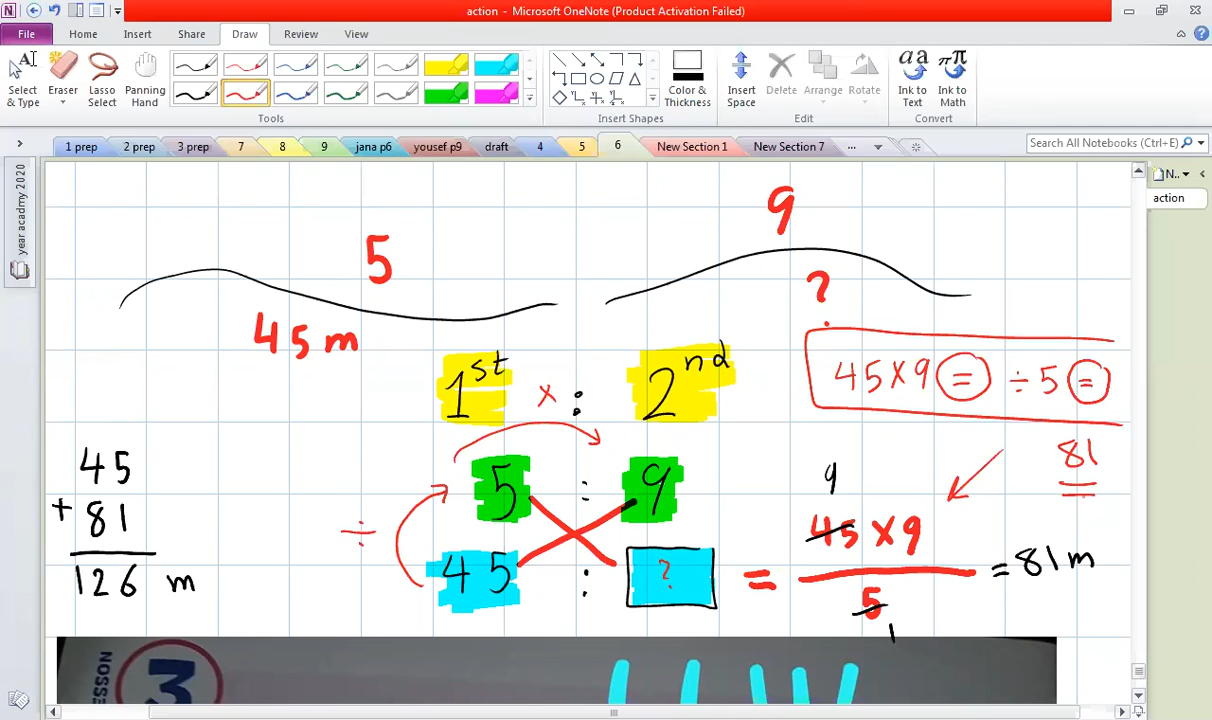 action - Microsoft OneNote (Product Activation Failed)
File Home Insert Share Draw Review View
Select & Type
Eraser
Lasso Select
Panning Hand
Color & Thickness
Insert Space
Delete
Arrange
Rotate
Ink to Text
Ink to Math
Tools
Insert Shapes
Edit
Convert
1 prep 2 prep 3 prep 7 8 9 jana p6 yousef p9 draft 4 5 6 New Section 1 New Section 7 ...
Search All Notebooks (Ctrl+E)
N..
action
year acadmy 2020
5
9
45 m
?
1st × : 2nd
45×9 = ÷5 =
81
5 : 9
÷
45 : ?
= 45×9 / 5 = 81 m
9
1
45
+ 81
126 m
M
NESSON